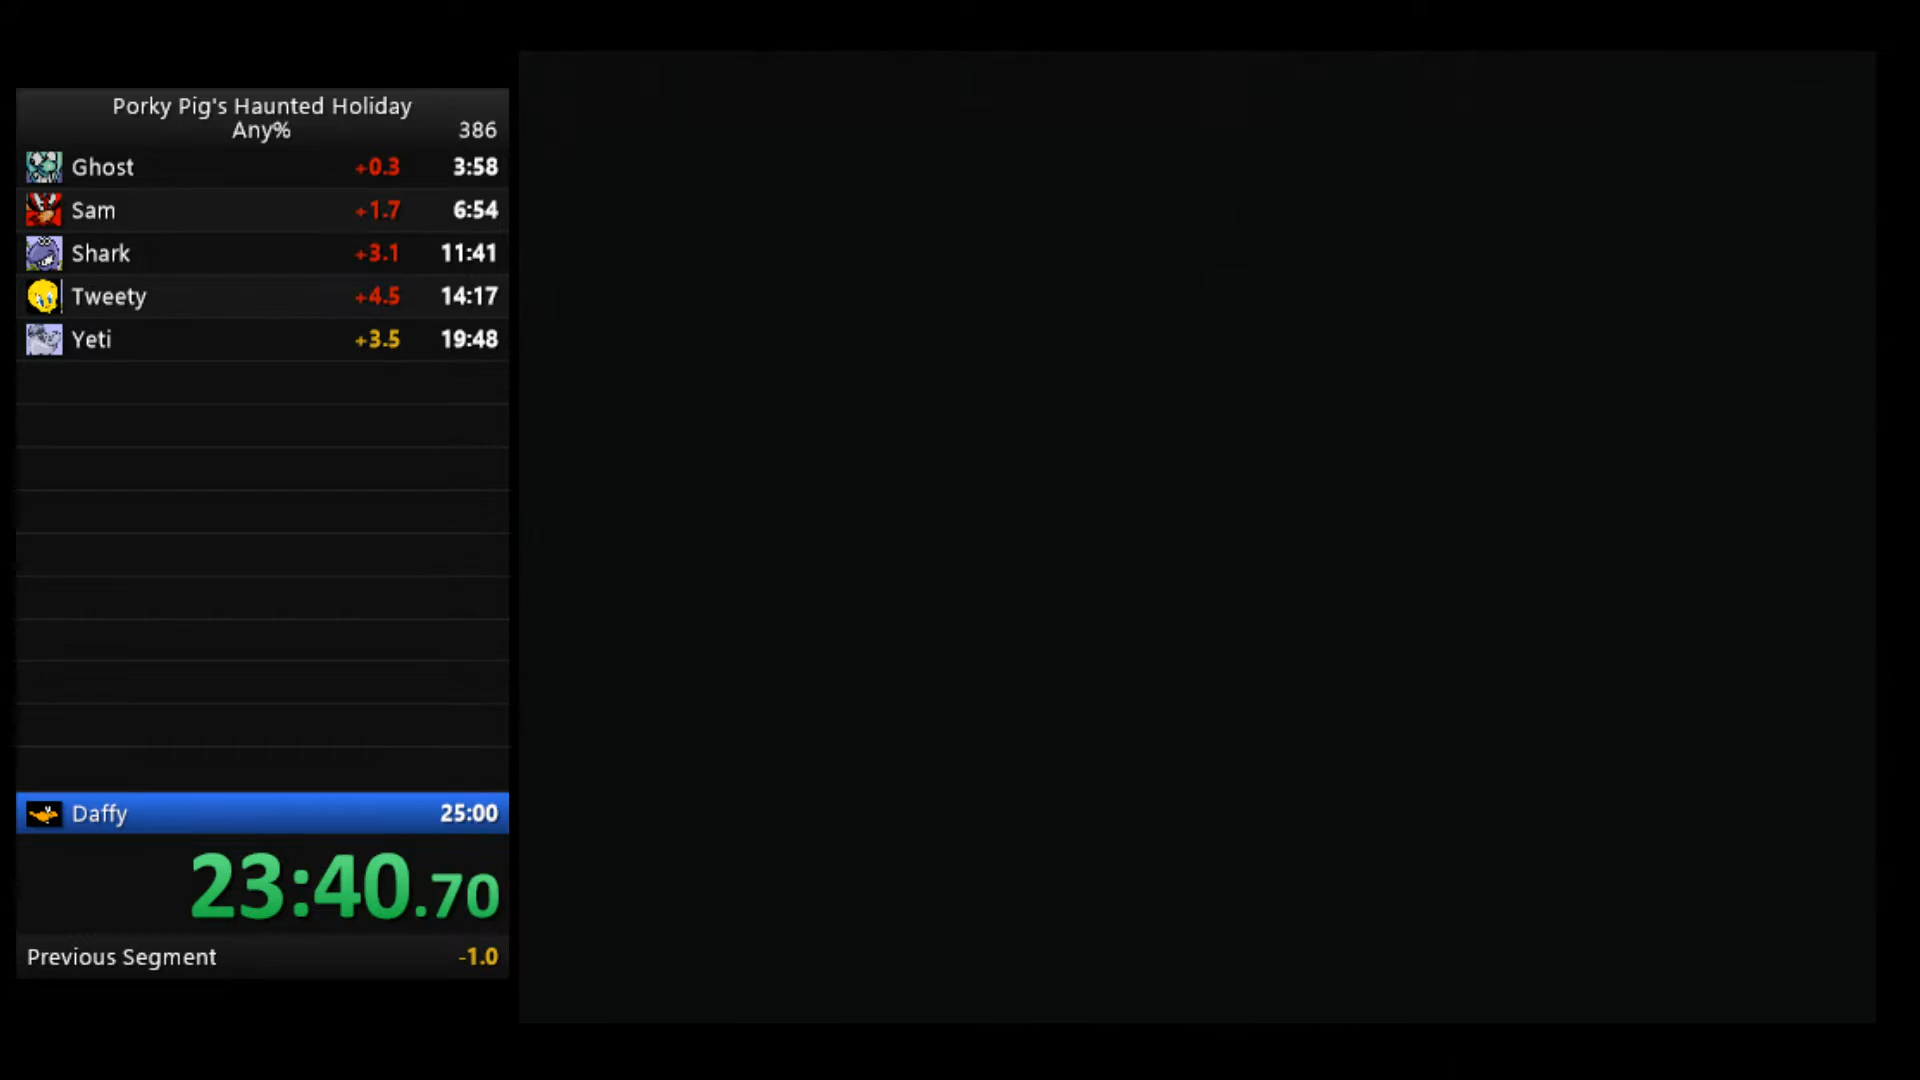 Porky Pig's Haunted Holiday
Any% 386
Ghost +0.3 3:58
Sam +1.7 6:54
Shark +3.1 11:41
Tweety +4.5 14:17
Yeti +3.5 19:48
Daffy 25:00
23:40.70
Previous Segment -1.0